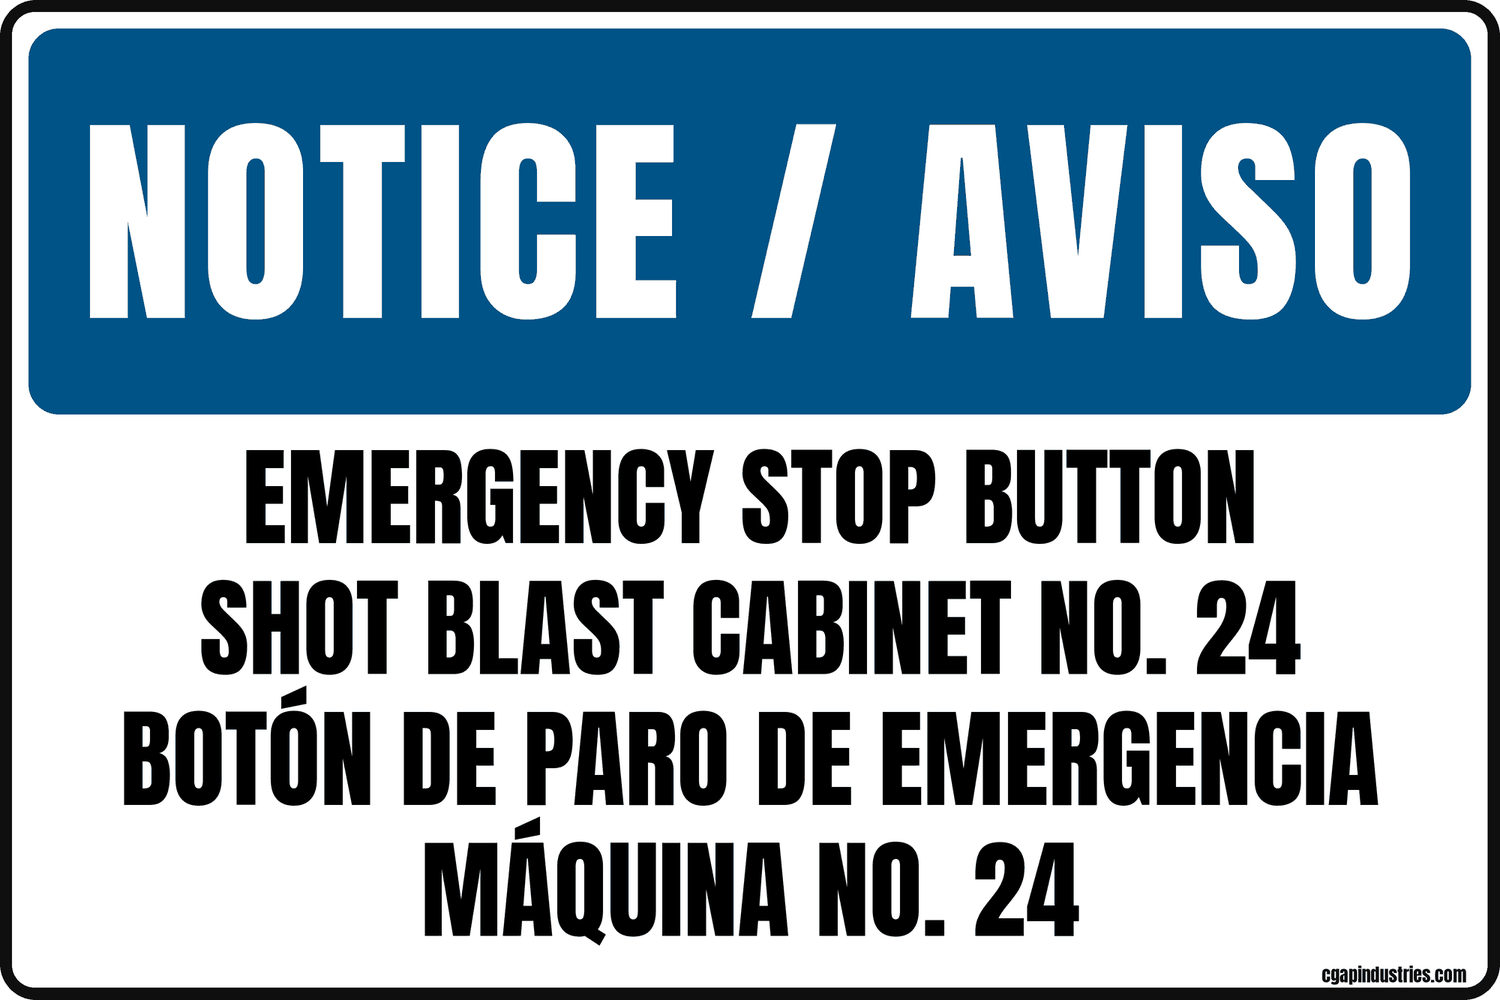 NOTICE / AVISO
EMERGENCY STOP BUTTON
SHOT BLAST CABINET NO. 24
BOTÓN DE PARO DE EMERGENCIA
MÁQUINA NO. 24
cgapindustries.com